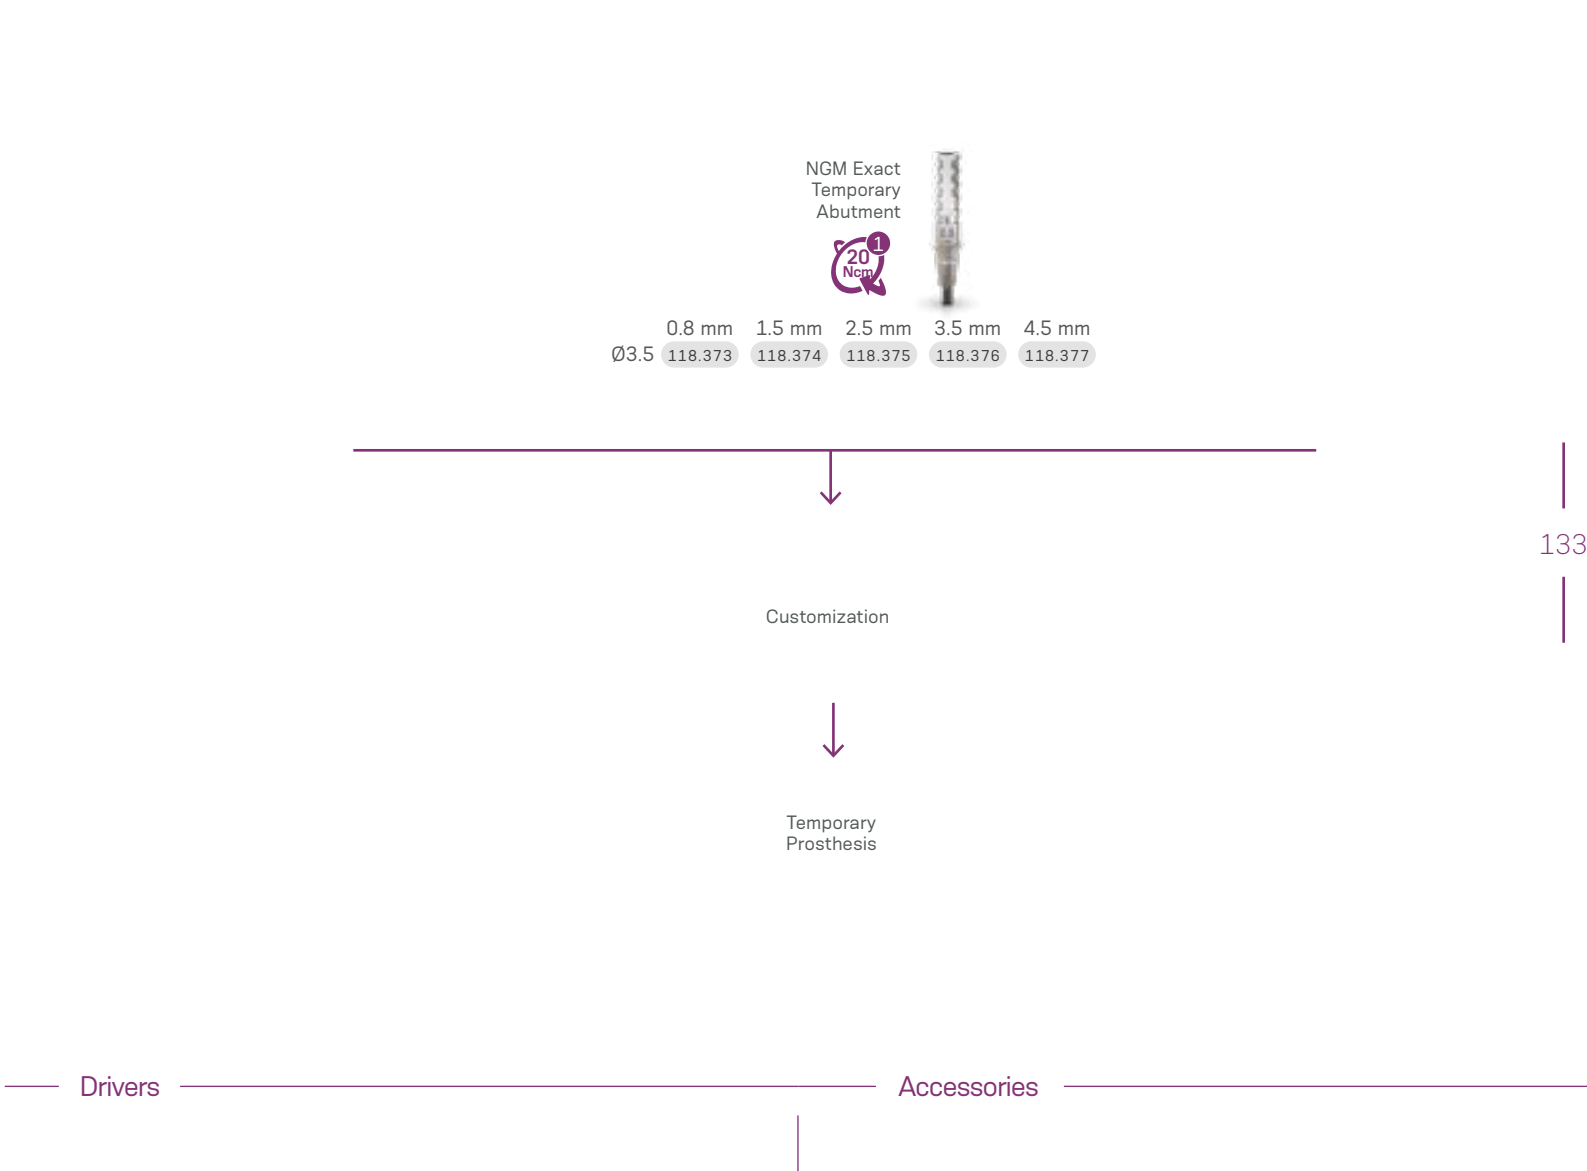 NGM Exact
Temporary
Abutment
1
20
Ncm
0.8 mm 1.5 mm 2.5 mm 3.5 mm 4.5 mm
Ø3.5 118.373 118.374 118.375 118.376 118.377
133
Customization
Temporary
Prosthesis
Drivers Accessories